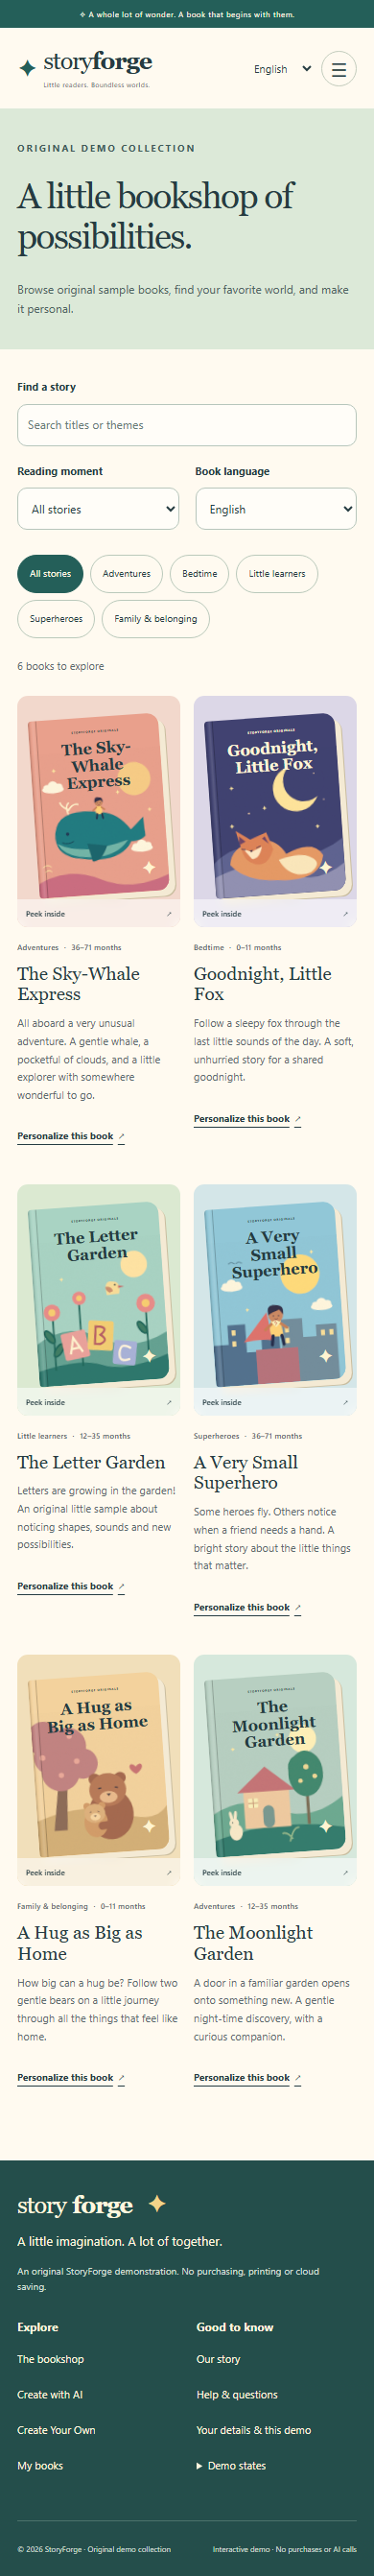 ✦ A whole lot of wonder. A book that begins with them.
storyforge
Little readers. Boundless worlds.
English
ORIGINAL DEMO COLLECTION
A little bookshop of
possibilities.
Browse original sample books, find your favorite world, and make
it personal.
Find a story
Search titles or themes
Reading moment
Book language
All stories
English
All stories
Adventures
Bedtime
Little learners
Superheroes
Family & belonging
6 books to explore
STORYFORGE ORIGINALS
The Sky-
Whale
Express
Peek inside ↗
Adventures · 36–71 months
The Sky-Whale
Express
All aboard a very unusual
adventure. A gentle whale, a
pocketful of clouds, and a little
explorer with somewhere
wonderful to go.
Personalize this book ↗
STORYFORGE ORIGINALS
Goodnight,
Little Fox
Peek inside ↗
Bedtime · 0–11 months
Goodnight, Little
Fox
Follow a sleepy fox through the
last little sounds of the day. A soft,
unhurried story for a shared
goodnight.
Personalize this book ↗
STORYFORGE ORIGINALS
The Letter
Garden
A
B
C
Peek inside ↗
Little learners · 12–35 months
The Letter Garden
Letters are growing in the garden!
An original little sample about
noticing shapes, sounds and new
possibilities.
Personalize this book ↗
STORYFORGE ORIGINALS
A Very
Small
Superhero
Peek inside ↗
Superheroes · 36–71 months
A Very Small
Superhero
Some heroes fly. Others notice
when a friend needs a hand. A
bright story about the little things
that matter.
Personalize this book ↗
STORYFORGE ORIGINALS
A Hug as
Big as Home
Peek inside ↗
Family & belonging · 0–11 months
A Hug as Big as
Home
How big can a hug be? Follow two
gentle bears on a little journey
through all the things that feel like
home.
Personalize this book ↗
STORYFORGE ORIGINALS
The
Moonlight
Garden
Peek inside ↗
Adventures · 12–35 months
The Moonlight
Garden
A door in a familiar garden opens
onto something new. A gentle
night-time discovery, with a
curious companion.
Personalize this book ↗
story forge
A little imagination. A lot of together.
An original StoryForge demonstration. No purchasing, printing or cloud
saving.
Explore
The bookshop
Create with AI
Create Your Own
My books
Good to know
Our story
Help & questions
Your details & this demo
▶ Demo states
© 2026 StoryForge · Original demo collection
Interactive demo · No purchases or AI calls